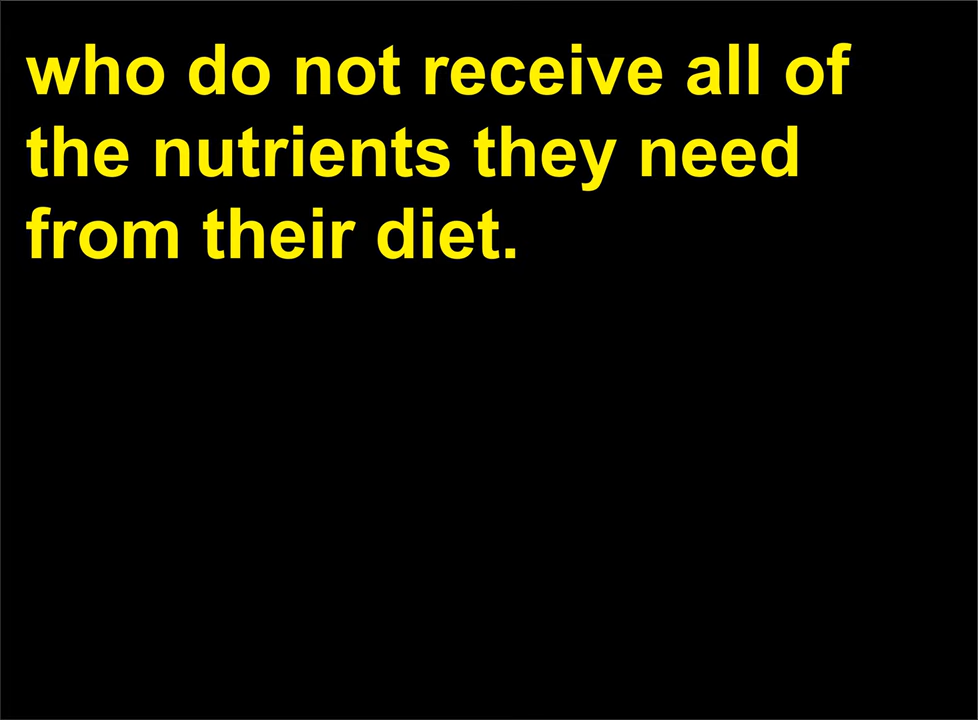 who do not receive all of
the nutrients they need
from their diet.